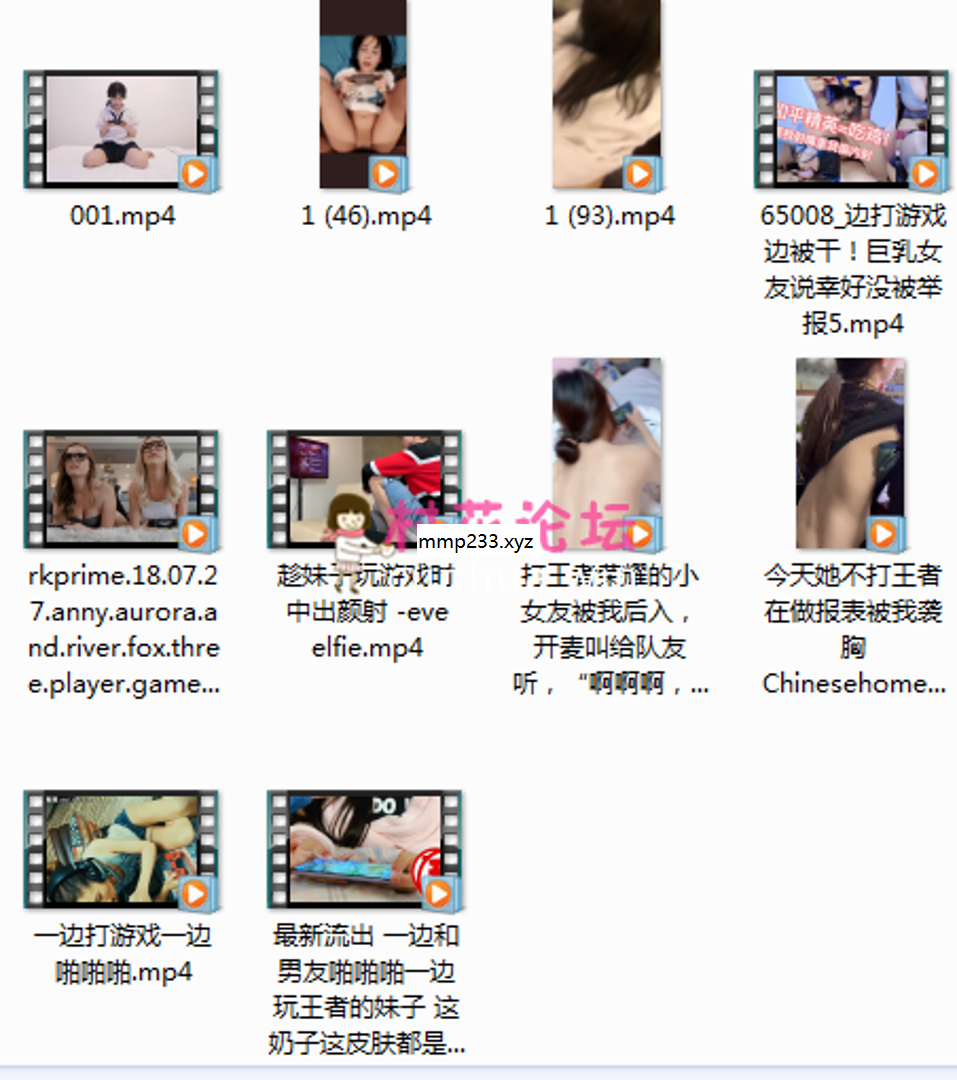 001.mp4
1 (46).mp4
1 (93).mp4
65008_边打游戏
边被干！巨乳女
友说幸好没被举
报5.mp4
rkprime.18.07.2
7.anny.aurora.a
nd.river.fox.thre
e.player.game...
趁妹子玩游戏时
中出颜射 -eve
elfie.mp4
打王者荣耀的小
女友被我后入，
开麦叫给队友
听，“啊啊啊，...
今天她不打王者
在做报表被我袭
胸
Chinesehome...
论坛
mmp233.xyz
一边打游戏一边
啪啪啪.mp4
最新流出 一边和
男友啪啪啪一边
玩王者的妹子 这
奶子这皮肤都是...